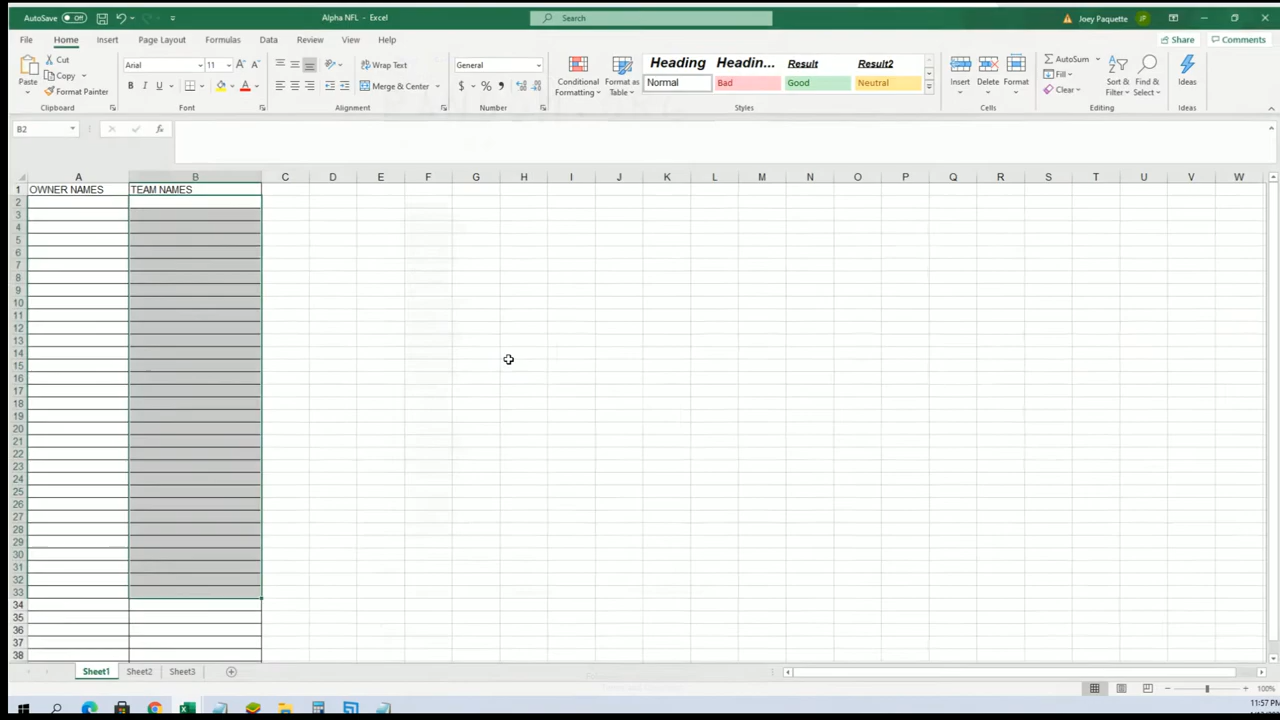 AutoSave Off
Alpha NFL - Excel
Search
Joey Paquette JP
File Home Insert Page Layout Formulas Data Review View Help
Share Comments
Paste
Cut
Copy
Format Painter
Clipboard
Arial 11
B I U
Font
Wrap Text
Merge & Center
Alignment
General
$ % ,
Number
Conditional Formatting
Format as Table
Heading Headin... Result Result2
Normal Bad Good Neutral
Styles
Insert Delete Format
Cells
AutoSum
Fill
Clear
Sort & Filter
Find & Select
Editing
Ideas
Ideas
B2 fx
A B C D E F G H I J K L M N O P Q R S T U V W
1 OWNER NAMES TEAM NAMES
2
3
4
5
6
7
8
9
10
11
12
13
14
15
16
17
18
19
20
21
22
23
24
25
26
27
28
29
30
31
32
33
34
35
36
37
38
Sheet1 Sheet2 Sheet3
100%
11:57 PM